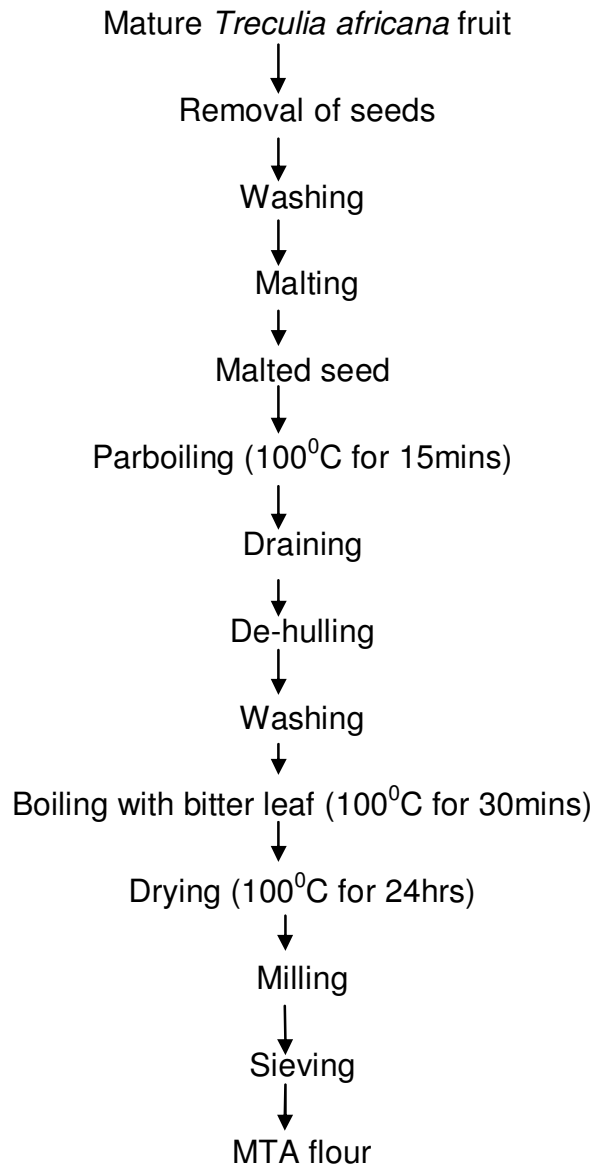 Mature Treculia africana fruit
Removal of seeds
Washing
Malting
Malted seed
Parboiling (100⁰C for 15mins)
Draining
De-hulling
Washing
Boiling with bitter leaf (100⁰C for 30mins)
Drying (100⁰C for 24hrs)
Milling
Sieving
MTA flour